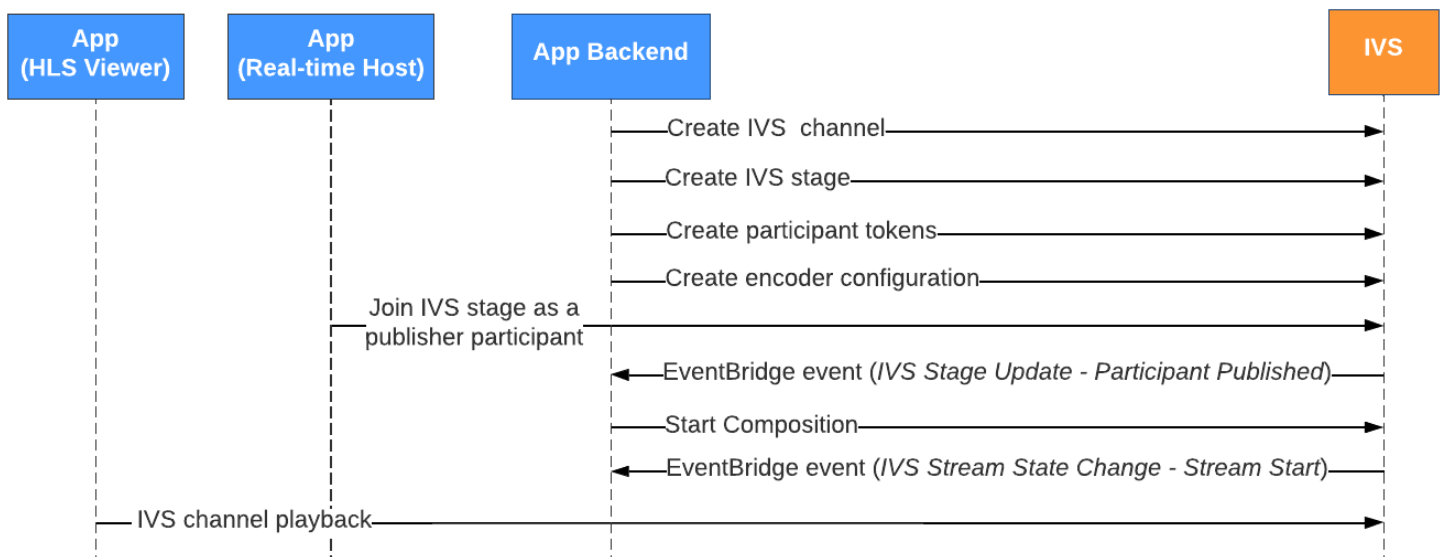 App
(HLS Viewer)
App
(Real-time Host)
App Backend
IVS
Create IVS channel
Create IVS stage
Create participant tokens
Create encoder configuration
Join IVS stage as a
publisher participant
EventBridge event (IVS Stage Update - Participant Published)
Start Composition
EventBridge event (IVS Stream State Change - Stream Start)
IVS channel playback